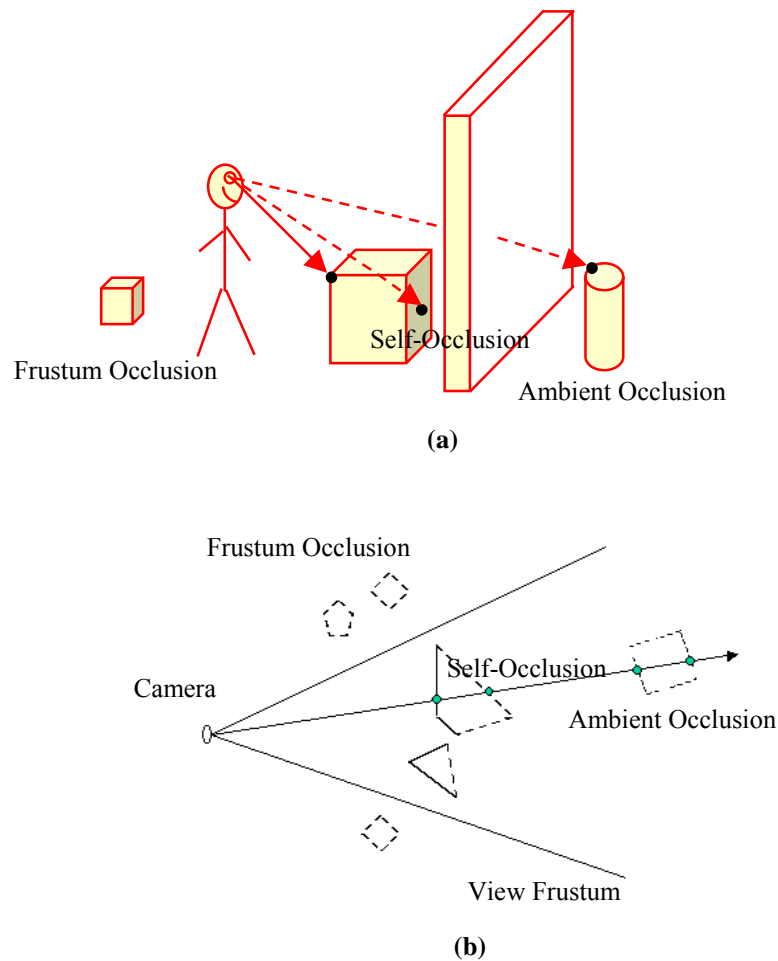 Self-Occlusion
Frustum Occlusion
Ambient Occlusion
(a)
Frustum Occlusion
Self-Occlusion
Camera
Ambient Occlusion
View Frustum
(b)